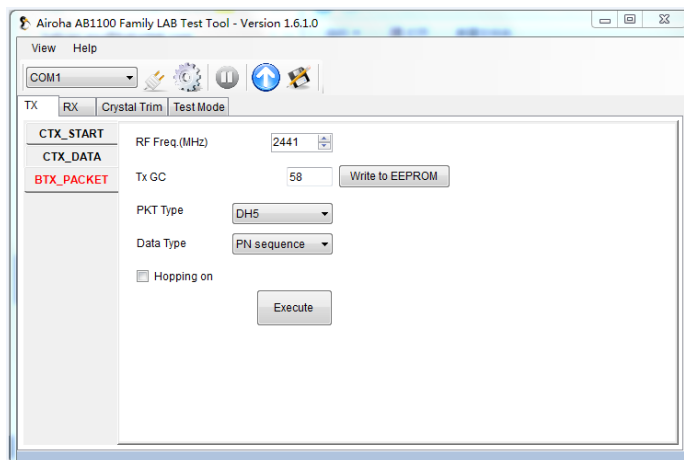 Airoha AB1100 Family LAB Test Tool - Version 1.6.1.0
View Help
COM1
TX RX Crystal Trim Test Mode
CTX_START
CTX_DATA
BTX_PACKET
RF Freq.(MHz) 2441
Tx GC 58 Write to EEPROM
PKT Type DH5
Data Type PN sequence
Hopping on
Execute